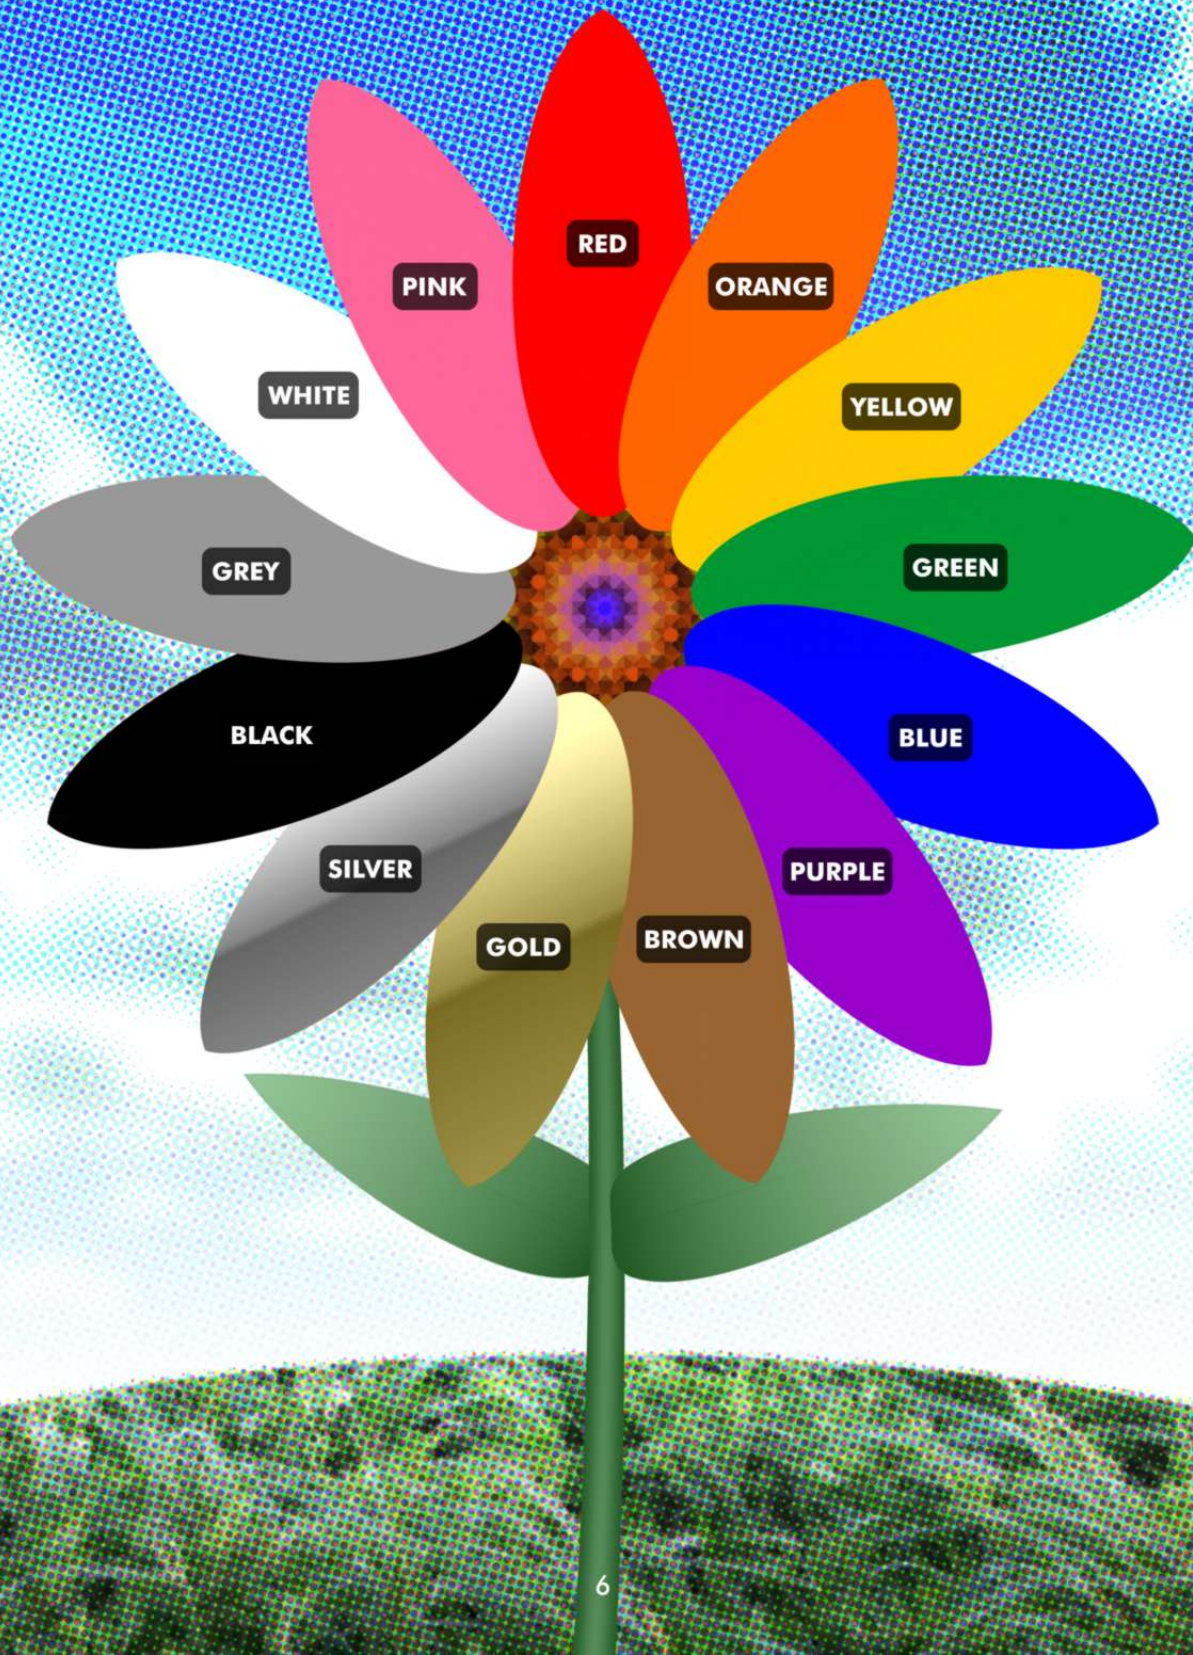 RED
PINK
ORANGE
WHITE
YELLOW
GREY
GREEN
BLACK
BLUE
SILVER
PURPLE
GOLD
BROWN
6